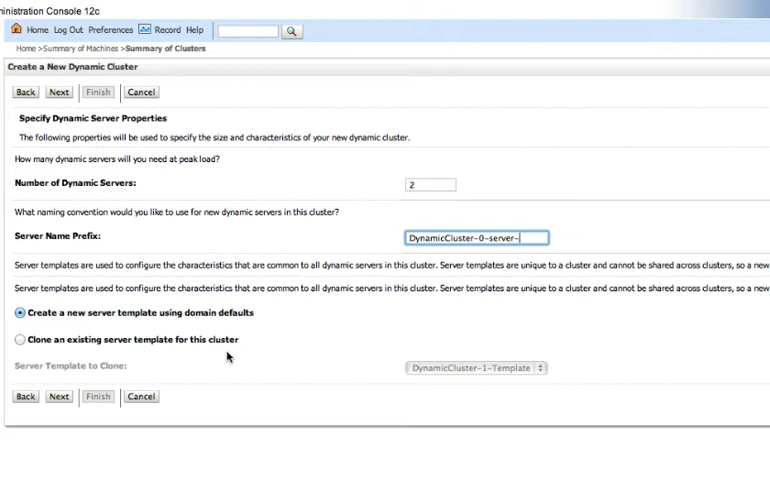 ninistration Console 12c
Home Log Out Preferences Record Help
Home >Summary of Machines >Summary of Clusters
Create a New Dynamic Cluster
Back Next Finish Cancel
Specify Dynamic Server Properties
The following properties will be used to specify the size and characteristics of your new dynamic cluster.
How many dynamic servers will you need at peak load?
Number of Dynamic Servers: 2
What naming convention would you like to use for new dynamic servers in this cluster?
Server Name Prefix: DynamicCluster-0-server-
Server templates are used to configure the characteristics that are common to all dynamic servers in this cluster. Server templates are unique to a cluster and cannot be shared across clusters, so a new
Server templates are used to configure the characteristics that are common to all dynamic servers in this cluster. Server templates are unique to a cluster and cannot be shared across clusters, so a new
Create a new server template using domain defaults
Clone an existing server template for this cluster
Server Template to Clone: DynamicCluster-1-Template
Back Next Finish Cancel